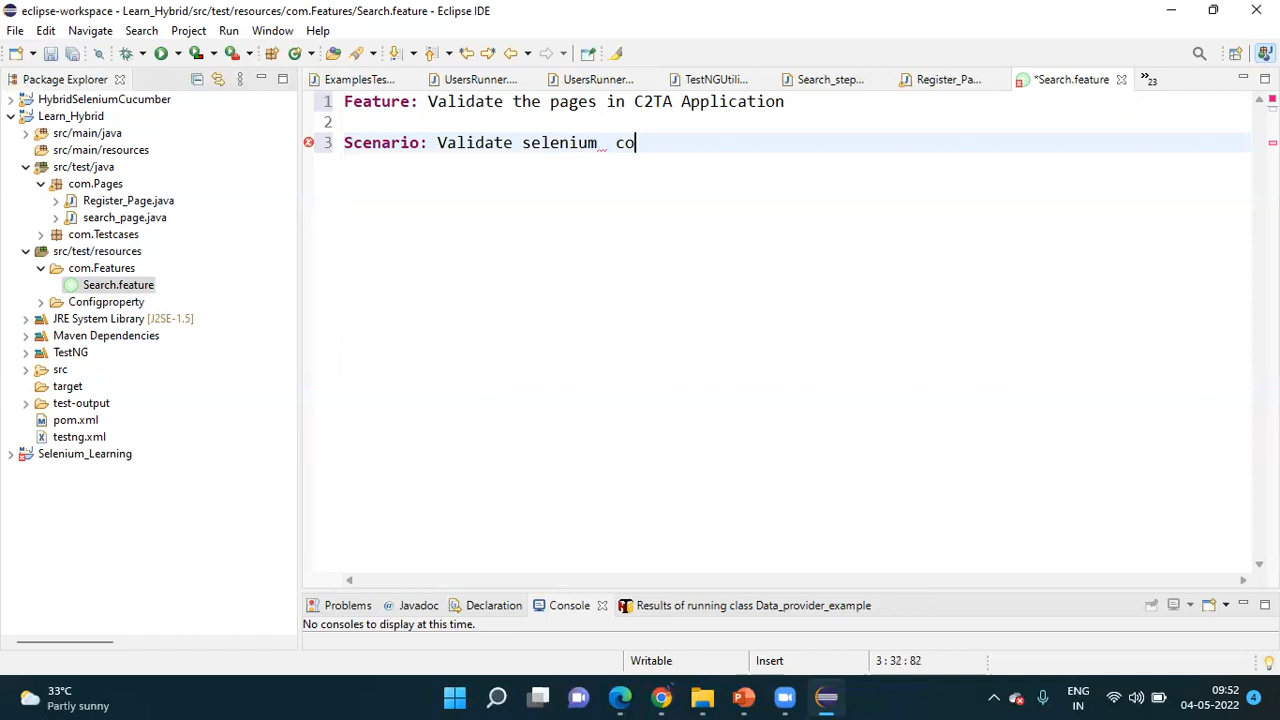 eclipse-workspace - Learn_Hybrid/src/test/resources/com.Features/Search.feature - Eclipse IDE
File Edit Navigate Search Project Run Window Help
Package Explorer
ExamplesTes... UsersRunner.... UsersRunner... TestNGUtili... Search_step... Register_Pa... *Search.feature 23
HybridSeleniumCucumber
Learn_Hybrid
src/main/java
src/main/resources
src/test/java
com.Pages
Register_Page.java
search_page.java
com.Testcases
src/test/resources
com.Features
Search.feature
Configproperty
JRE System Library [J2SE-1.5]
Maven Dependencies
TestNG
src
target
test-output
pom.xml
testng.xml
Selenium_Learning
1 Feature: Validate the pages in C2TA Application
2
3 Scenario: Validate selenium  co
Problems @ Javadoc Declaration Console Results of running class Data_provider_example
No consoles to display at this time.
Writable Insert 3 : 32 : 82
33°C
Partly sunny
ENG
IN
09:52
04-05-2022
4